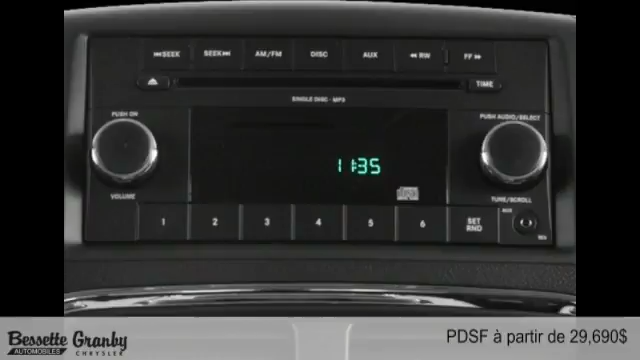 ⏮SEEK SEEK⏭ AM/FM DISC AUX ◀◀ RW FF ▶▶
TIME
SINGLE DISC - MP3
PUSH ON
PUSH AUDIO/SELECT
11:35
VOLUME
TUNE/SCROLL
1 2 3 4 5 6 SET
RND
AUX
Bessette Granby
AUTOMOBILES CHRYSLER
PDSF à partir de 29,690$